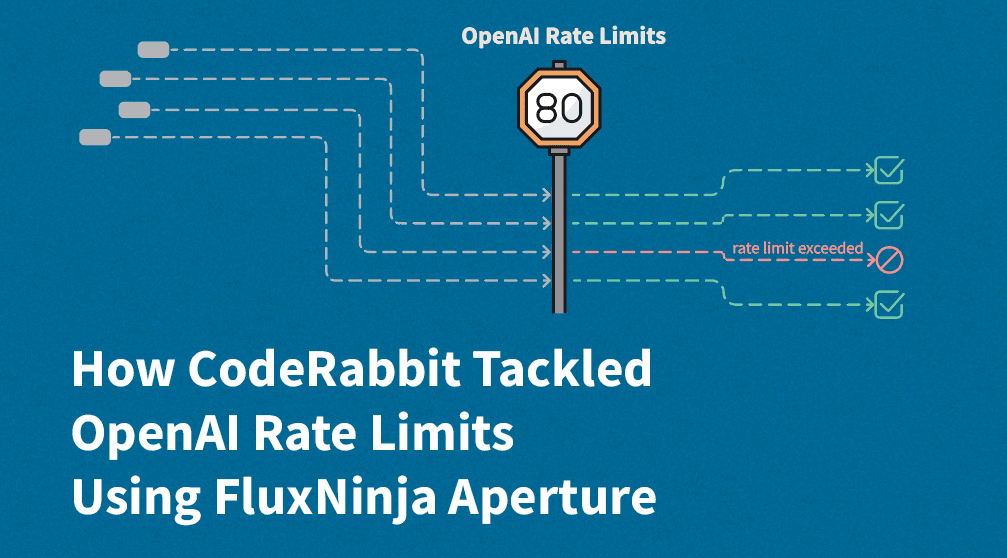 OpenAI Rate Limits
80
rate limit exceeded
How CodeRabbit Tackled
OpenAI Rate Limits
Using FluxNinja Aperture